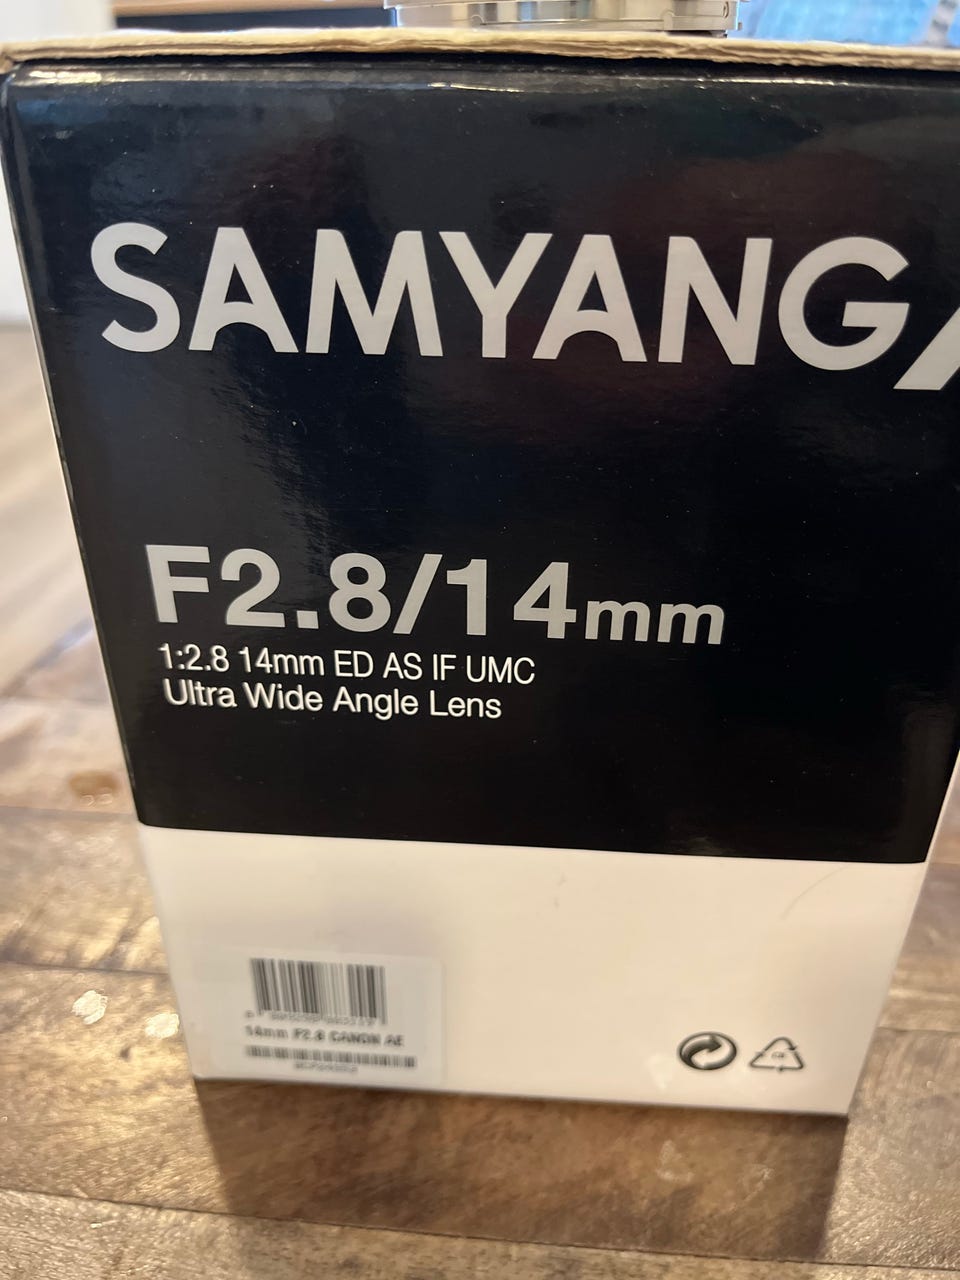 SAMYANG
F2.8/14mm
1:2.8 14mm ED AS IF UMC
Ultra Wide Angle Lens
14mm F2.8 CANON AE